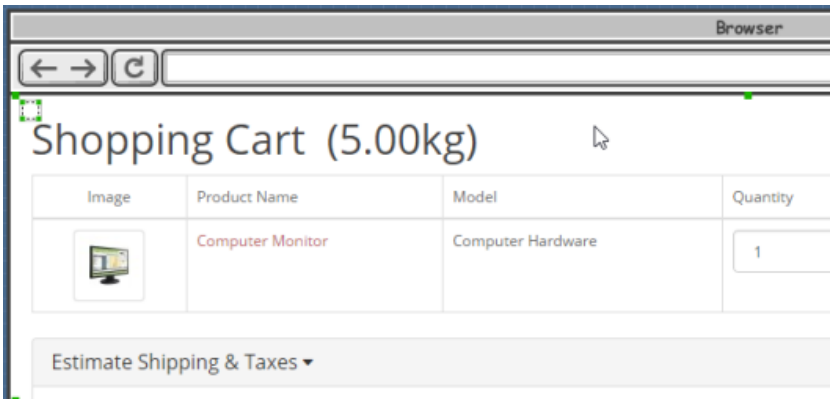 Browser
Shopping Cart (5.00kg)
Image Product Name Model Quantity
Computer Monitor Computer Hardware 1
Estimate Shipping & Taxes